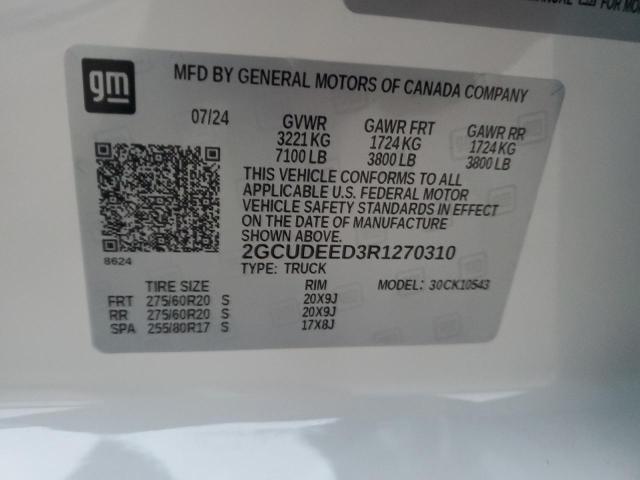 FOR MO
gm
MFD BY GENERAL MOTORS OF CANADA COMPANY
07/24 GVWR GAWR FRT GAWR RR
3221 KG 1724 KG 1724 KG
7100 LB 3800 LB 3800 LB
THIS VEHICLE CONFORMS TO ALL
APPLICABLE U.S. FEDERAL MOTOR
VEHICLE SAFETY STANDARDS IN EFFECT
ON THE DATE OF MANUFACTURE
SHOWN ABOVE.
8624
2GCUDEED3R1270310
TYPE: TRUCK
TIRE SIZE RIM MODEL: 30CK10543
FRT 275/60R20 S 20X9J
RR 275/60R20 S 20X9J
SPA 255/80R17 S 17X8J